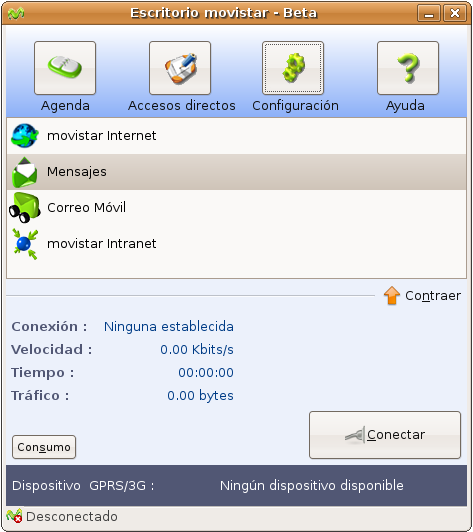 Escritorio movistar - Beta
Agenda Accesos directos Configuración Ayuda
movistar Internet
Mensajes
Correo Móvil
movistar Intranet
Contraer
Conexión : Ninguna establecida
Velocidad : 0.00 Kbits/s
Tiempo : 00:00:00
Tráfico : 0.00 bytes
Conectar
Consumo
Dispositivo GPRS/3G : Ningún dispositivo disponible
Desconectado